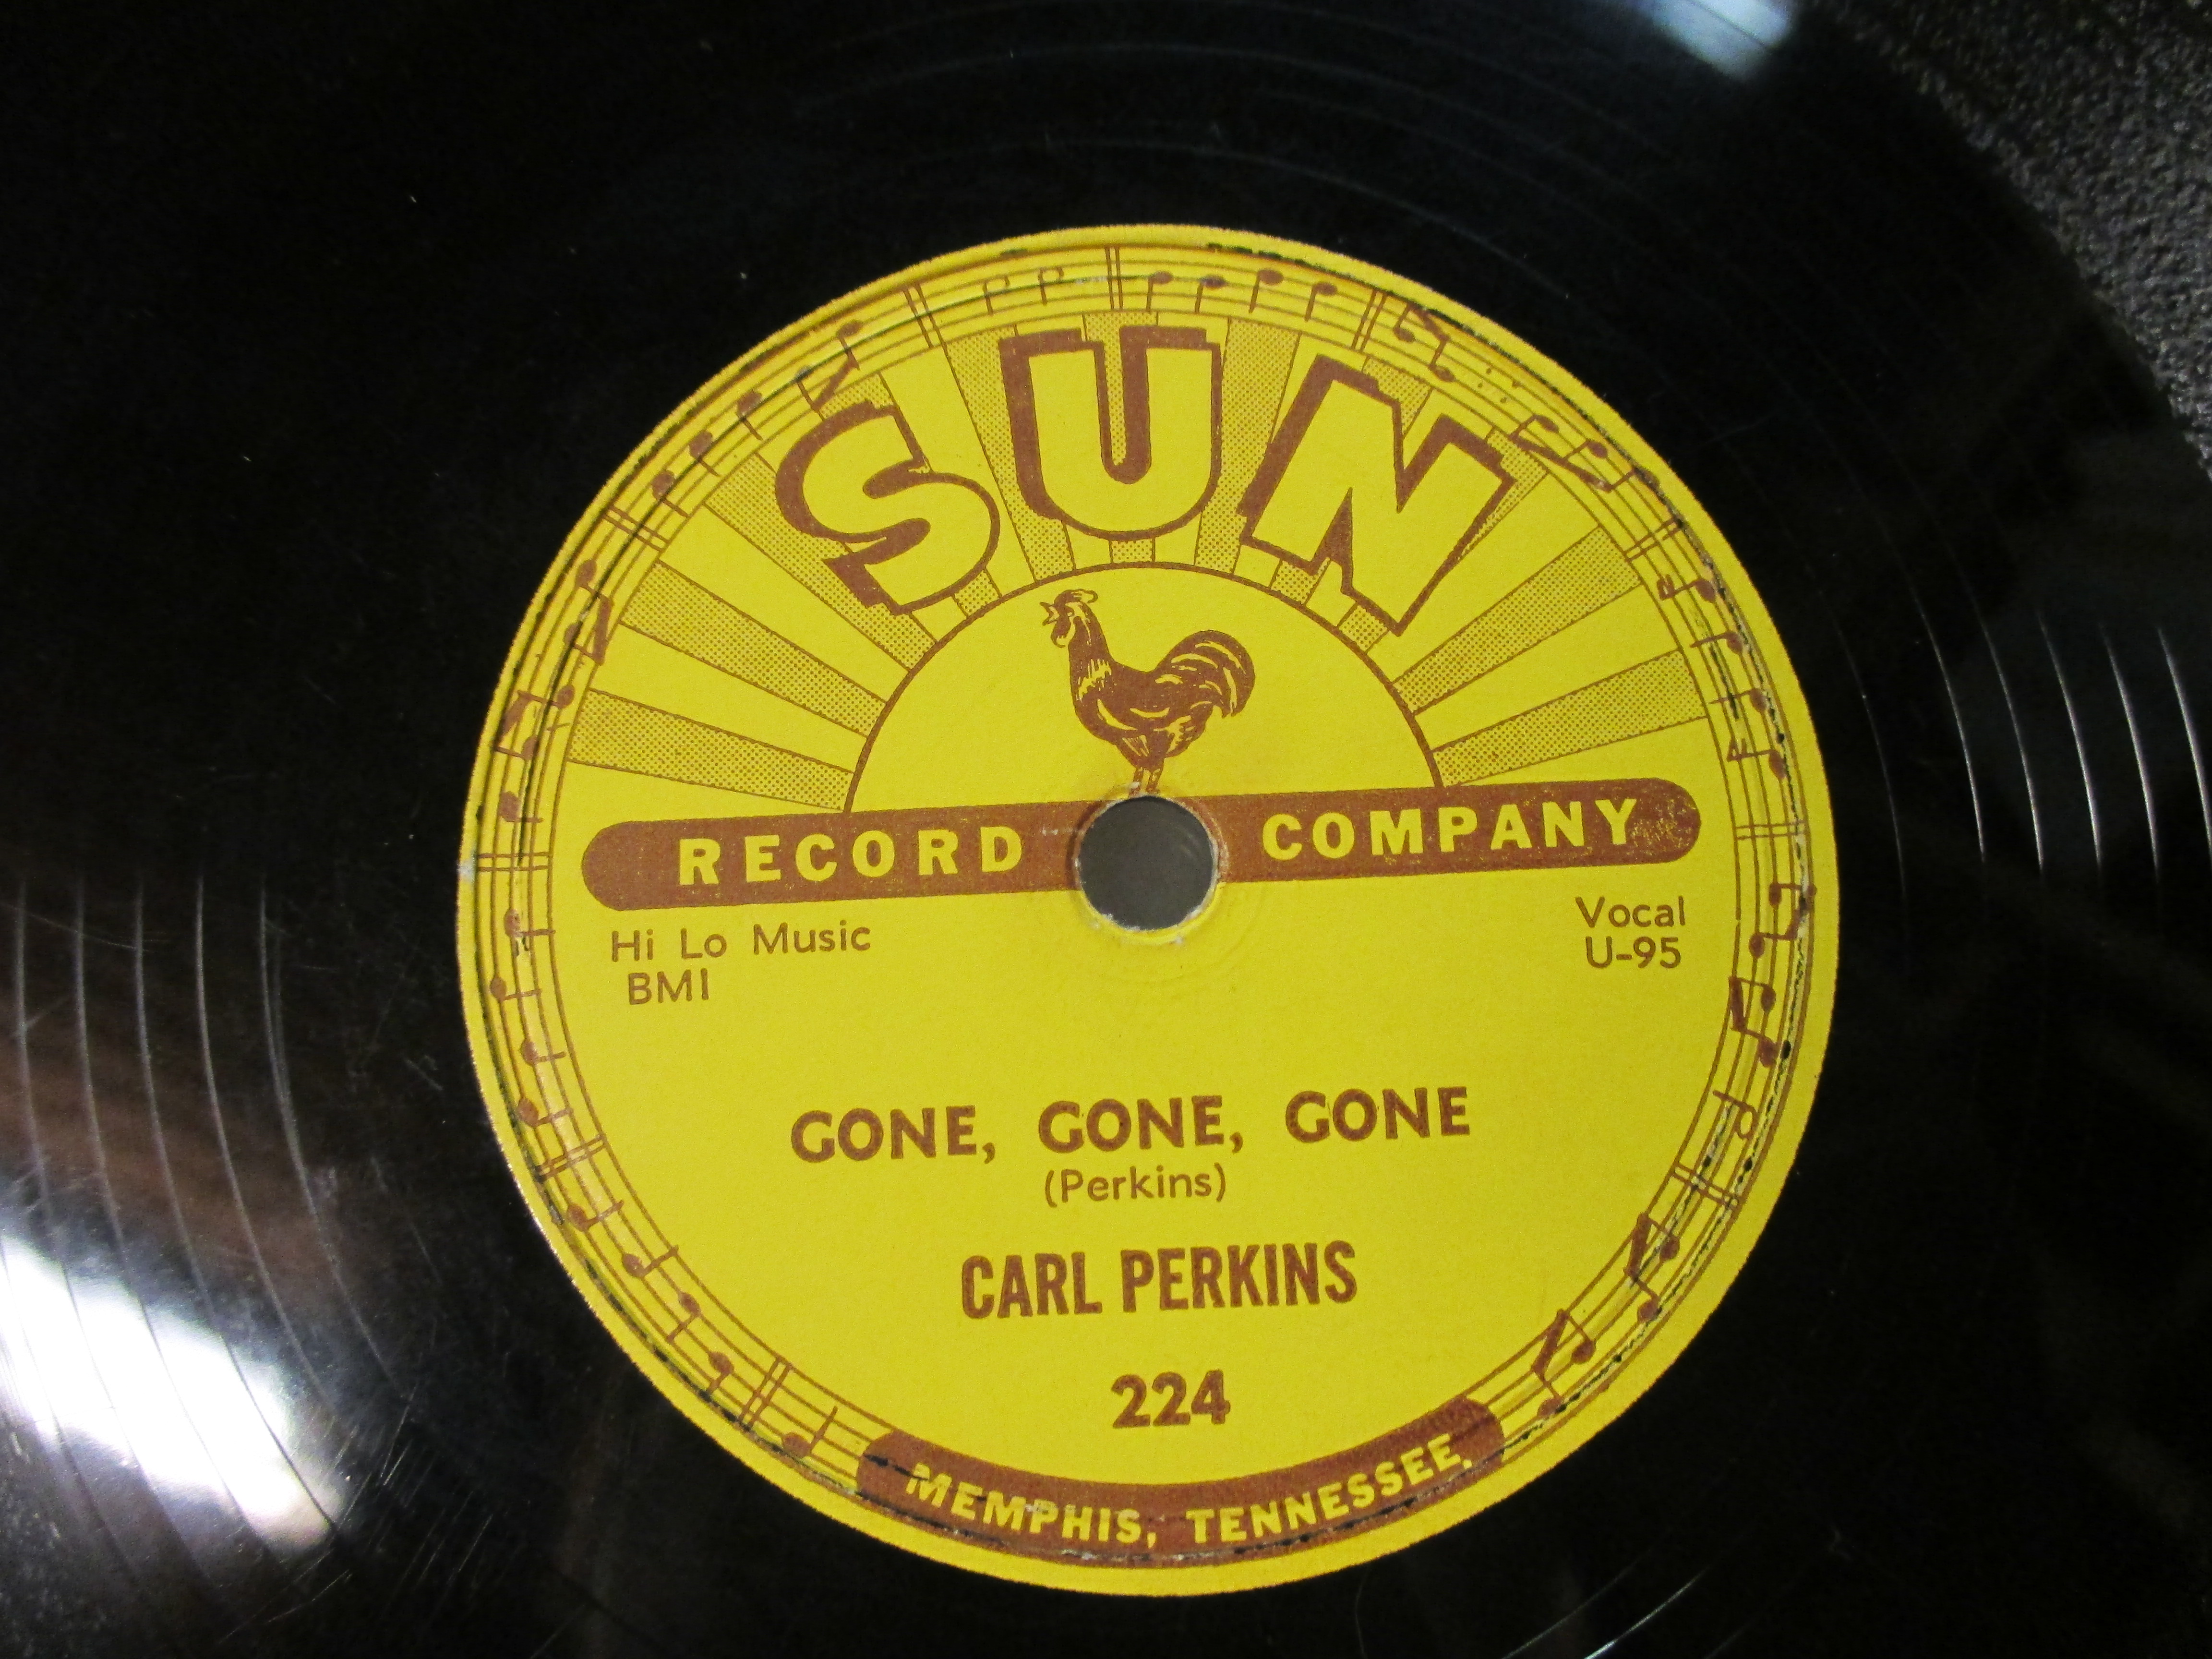 SUN
RECORD COMPANY
Hi Lo Music
BMI
Vocal
U-95
GONE, GONE, GONE
(Perkins)
CARL PERKINS
224
MEMPHIS, TENNESSEE.